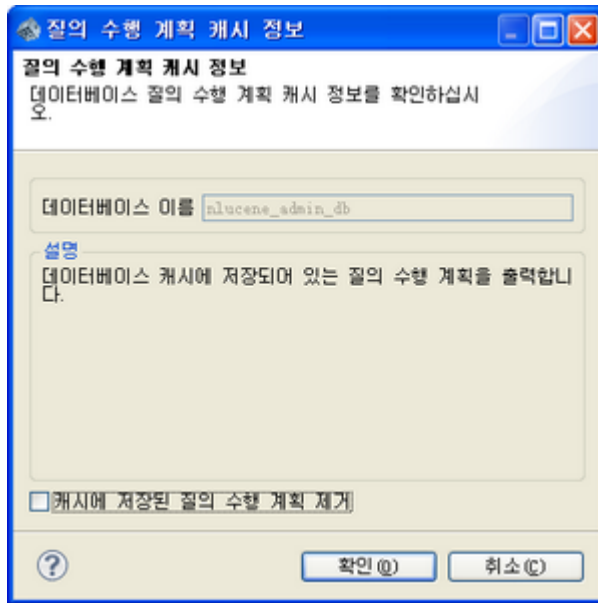 질의 수행 계획 캐시 정보
질의 수행 계획 캐시 정보
데이터베이스 질의 수행 계획 캐시 정보를 확인하십시
오.
데이터베이스 이름 nlucene_admin_db
설명
데이터베이스 캐시에 저장되어 있는 질의 수행 계획을 출력합니
다.
캐시에 저장된 질의 수행 계획 제거
? 확인(O) 취소(C)